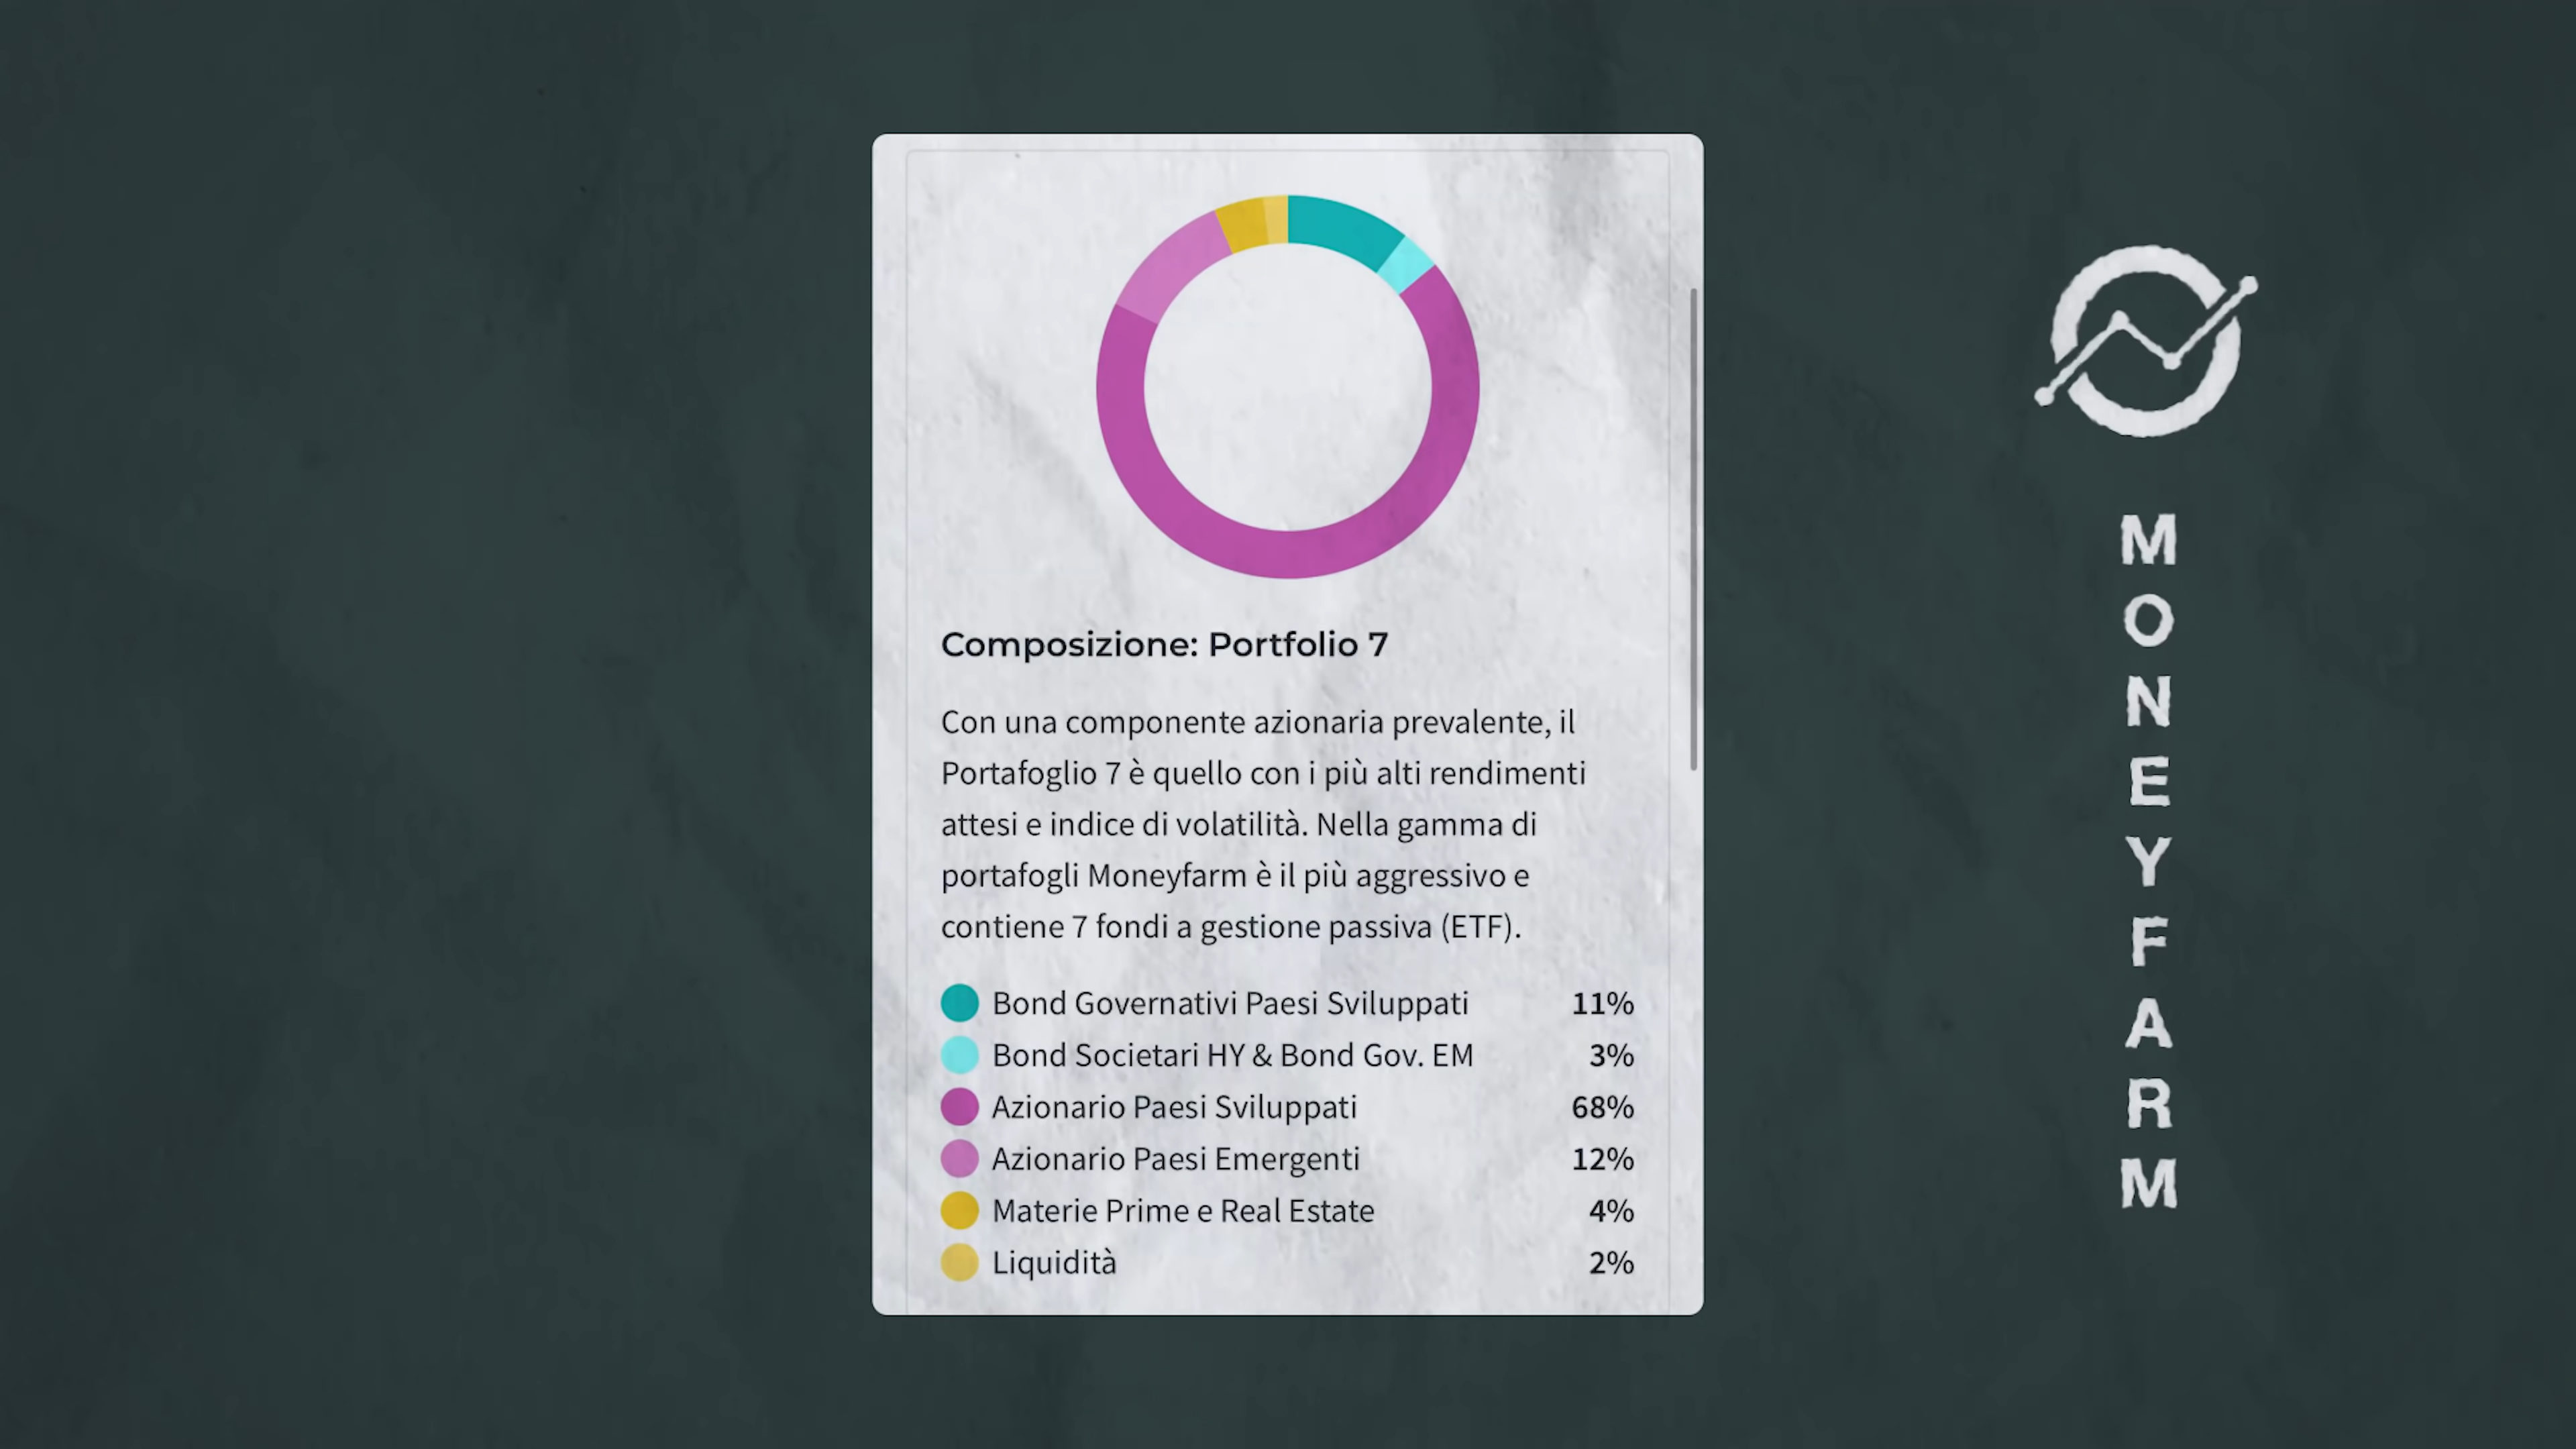 Composizione: Portfolio 7
Con una componente azionaria prevalente, il
Portafoglio 7 è quello con i più alti rendimenti
attesi e indice di volatilità. Nella gamma di
portafogli Moneyfarm è il più aggressivo e
contiene 7 fondi a gestione passiva (ETF).
Bond Governativi Paesi Sviluppati 11%
Bond Societari HY & Bond Gov. EM 3%
Azionario Paesi Sviluppati 68%
Azionario Paesi Emergenti 12%
Materie Prime e Real Estate 4%
Liquidità 2%
MONEYFARM